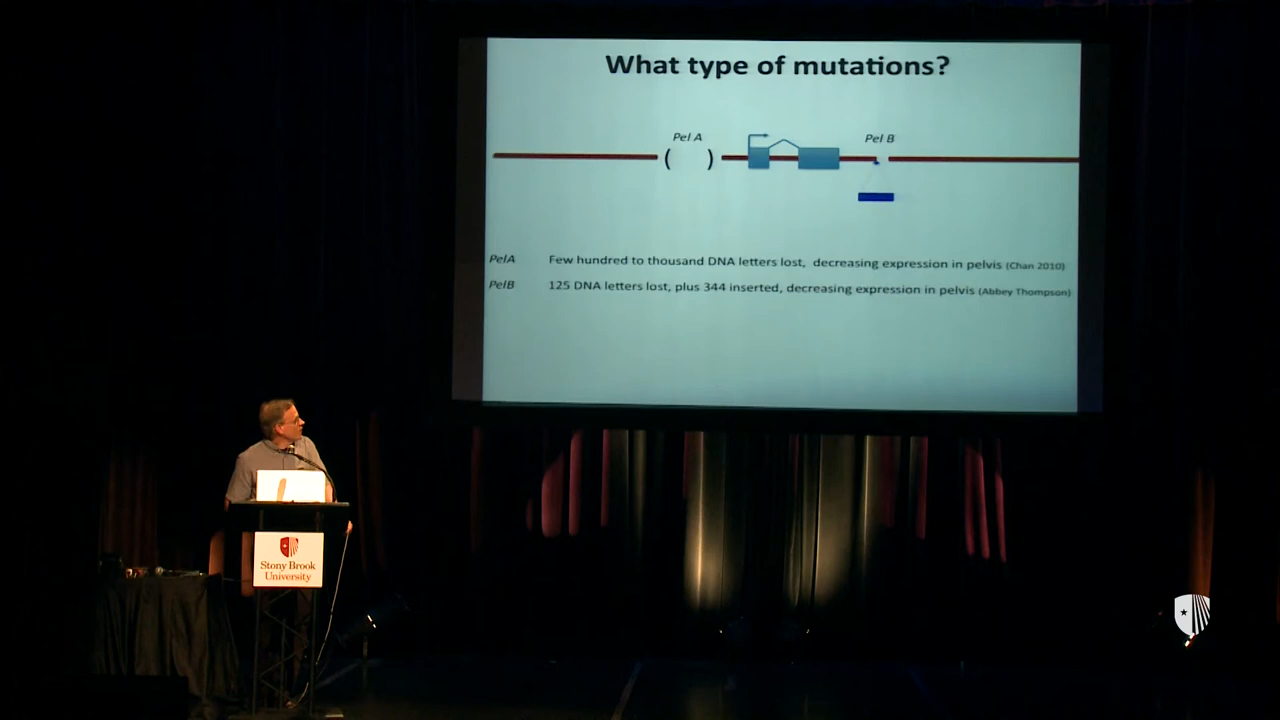 What type of mutations?
Pel A
Pel B
( )
PelA Few hundred to thousand DNA letters lost, decreasing expression in pelvis (Chan 2010)
PelB 125 DNA letters lost, plus 344 inserted, decreasing expression in pelvis (Abbey Thompson)
Stony Brook
University